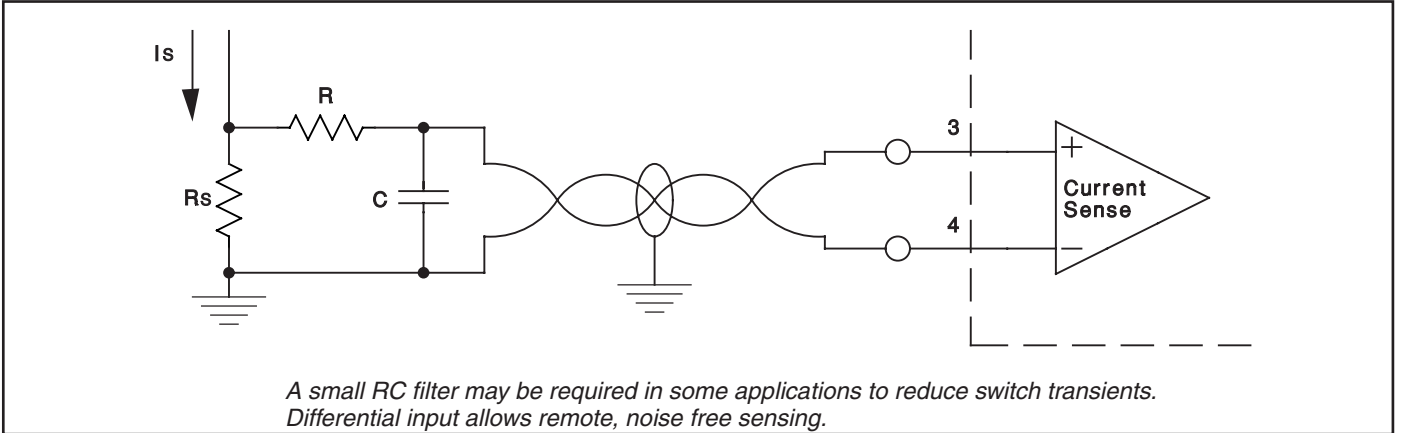 Is
R
Rs
C
3
4
+
Current
Sense
−
A small RC filter may be required in some applications to reduce switch transients.
Differential input allows remote, noise free sensing.